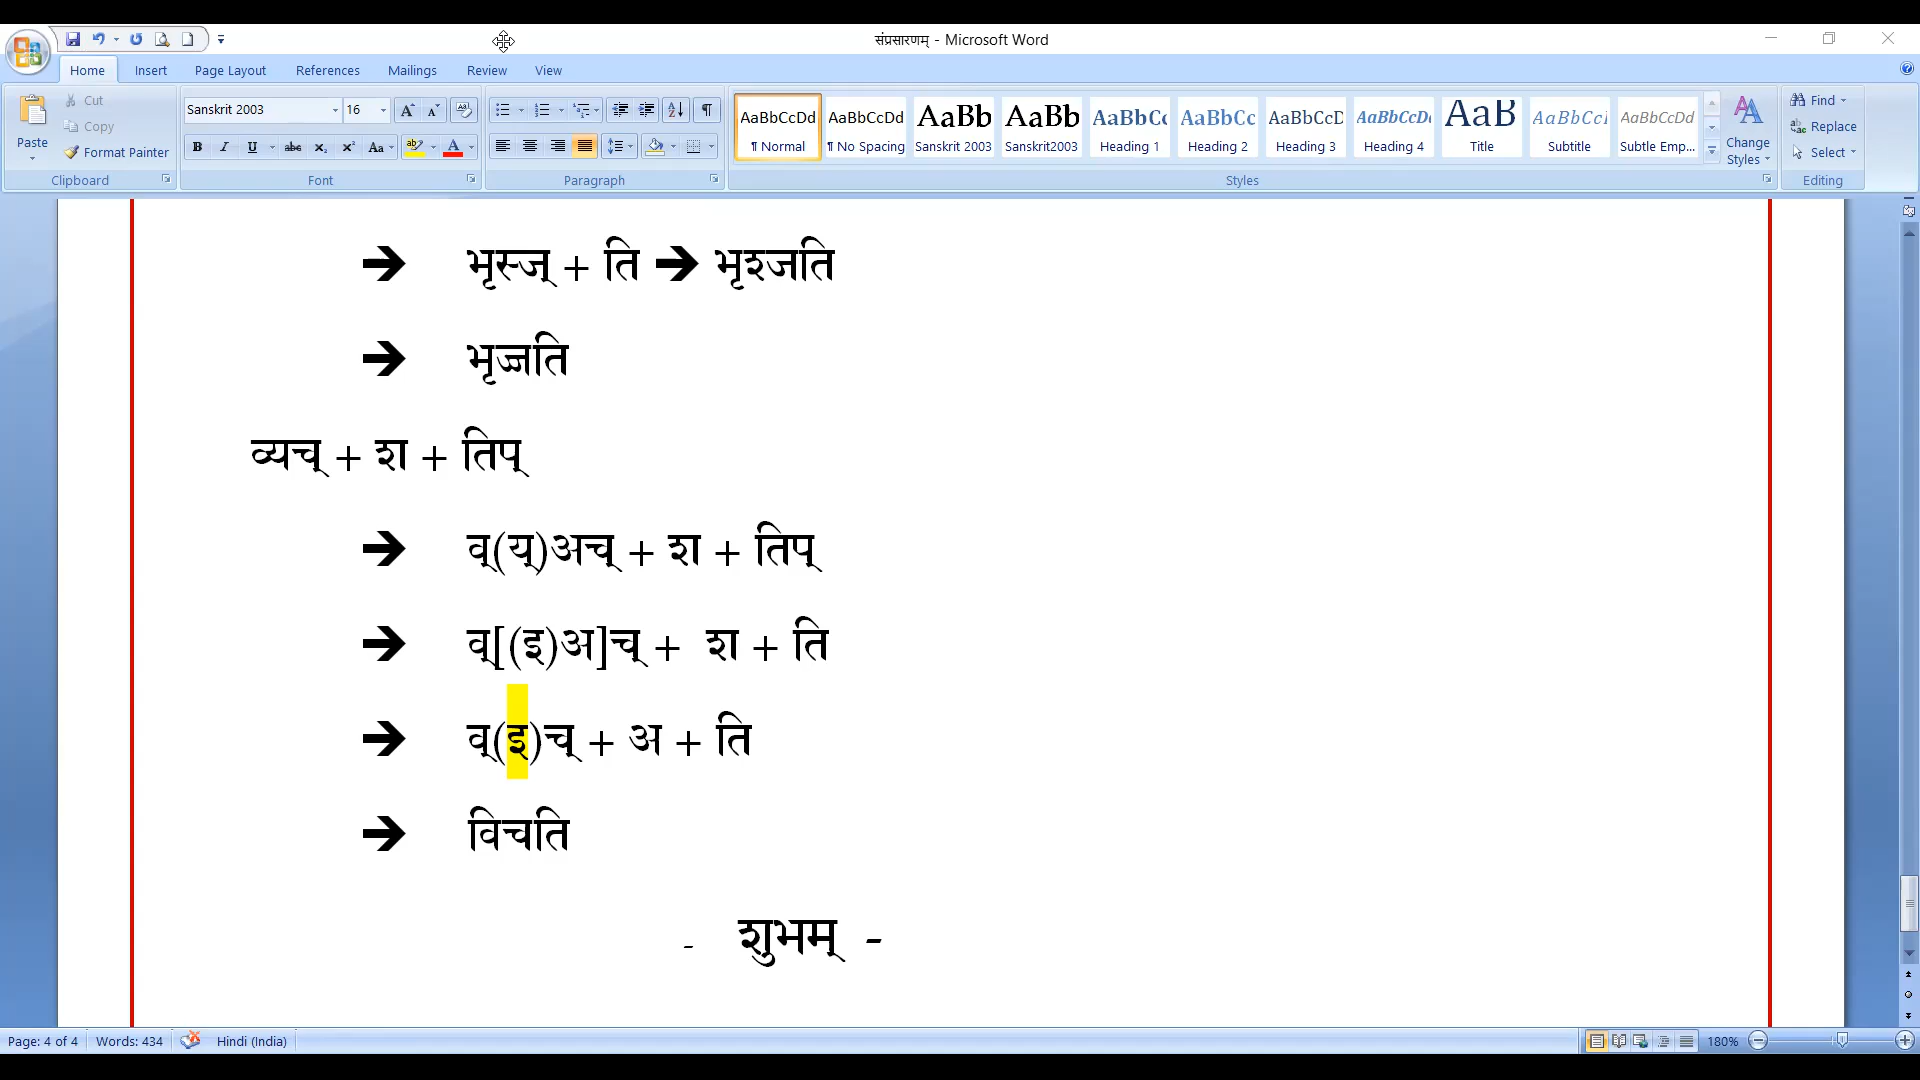 संप्रसारणम् - Microsoft Word
Home Insert Page Layout References Mailings Review View
Paste Cut Copy Format Painter Clipboard
Sanskrit 2003 16
Font
Paragraph
AaBbCcDd AaBbCcDd AaBb AaBb AaBbCc AaBbCc AaBbCcD AaBbCcDc AaB AaBbCc AaBbCcDd
¶ Normal ¶ No Spacing Sanskrit 2003 Sanskrit2003 Heading 1 Heading 2 Heading 3 Heading 4 Title Subtitle Subtle Emp...
Styles
Change Styles
Find Replace Select Editing
➔ भृस्ज् + ति ➔ भृश्जति
➔ भृज्जति
व्यच् + श + तिप्
➔ व्(य्)अच् + श + तिप्
➔ व्[(इ)अ]च् + श + ति
➔ व्(इ)च् + अ + ति
➔ विचति
- शुभम् -
Page: 4 of 4 Words: 434 Hindi (India) 180%